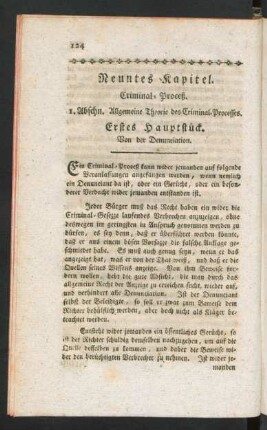 124
Neuntes Kapitel.
Criminal-Proceß.
1. Abschn. Allgemeine Theorie des Criminal-Processes.
Erstes Hauptstück.
Von der Denunciation.
Ein Criminal-Proceß kann wider jemanden auf folgende
Veranlassungen angefangen werden, wenn nemlich
ein Denunciant da ist, aber ein Gerücht, oder ein beson-
derer Verdacht wider jemanden entstanden ist.
Jeder Bürger muß das Recht haben ein wider die
Criminal-Gesetze laufendes Verbrechen anzuzeigen, ohne
deswegen im geringsten in Anspruch genommen werden zu
dürfen, es sey denn, daß er überführt werden könnte,
daß er aus einem bösen Vorsatze die falsche Anlage ge-
schmiedet habe. Es muß auch genug seyn, wenn er das
angezeigt hat, was er von der That weiß, und daß er die
Quellen seines Wissens anzeige. Von ihm Beweise for-
dern wollen, hebt die gute Absicht, die man durch das
allgemeine Recht der Anzeige zu erreichen sucht, wieder auf,
und verhindert alle Denunciation. Ist der Denunciant
selbst der Beleidigte, so soll er zwar zum Beweise dem
Richter behülflich werden, aber doch nicht als Kläger be-
trachtet werden.
Entsteht wider jemanden ein öffentliches Gerücht, so
ist der Richter schuldig demselben nachzugehen, um auf die
Quelle desselben zu kommen, und daher die Beweise wi-
der den berüchtigten Verbrecher zu nehmen. Ist wider je-
manden